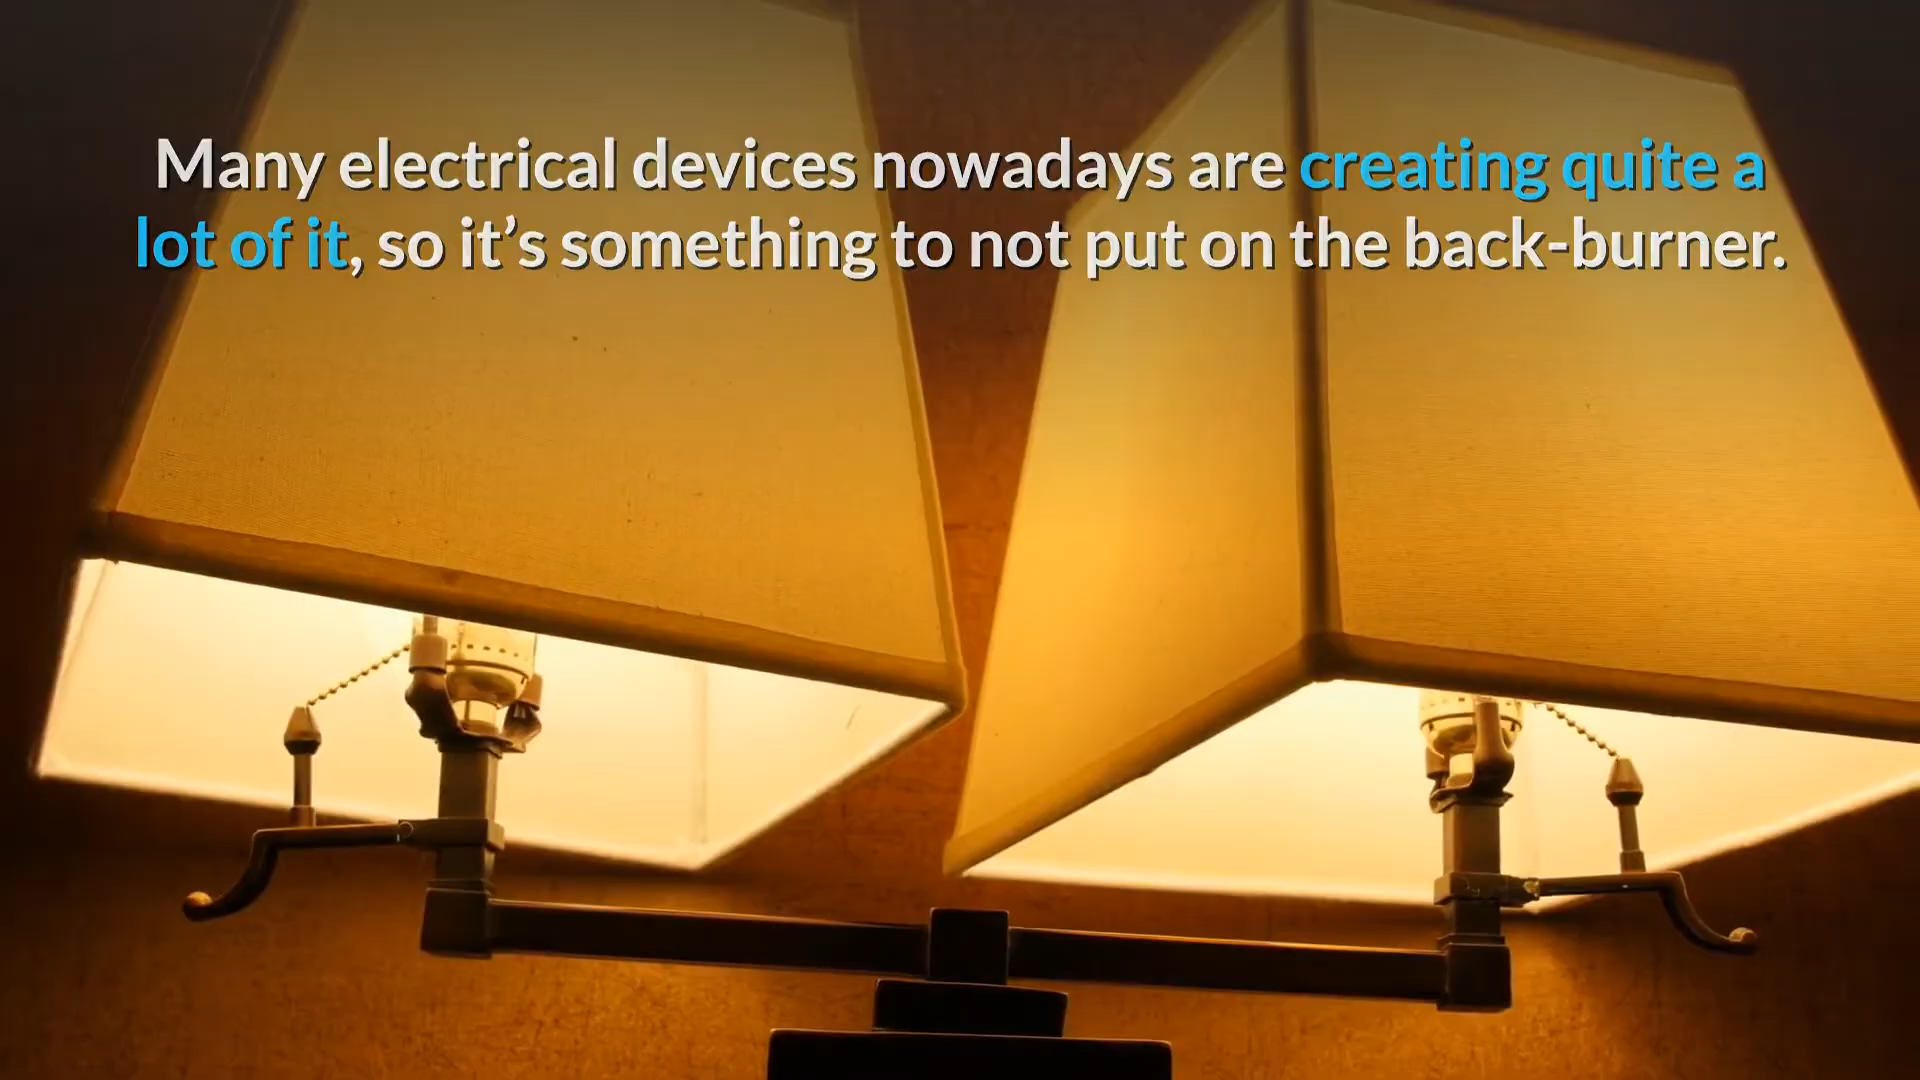 Many electrical devices nowadays are creating quite a
lot of it, so it’s something to not put on the back-burner.